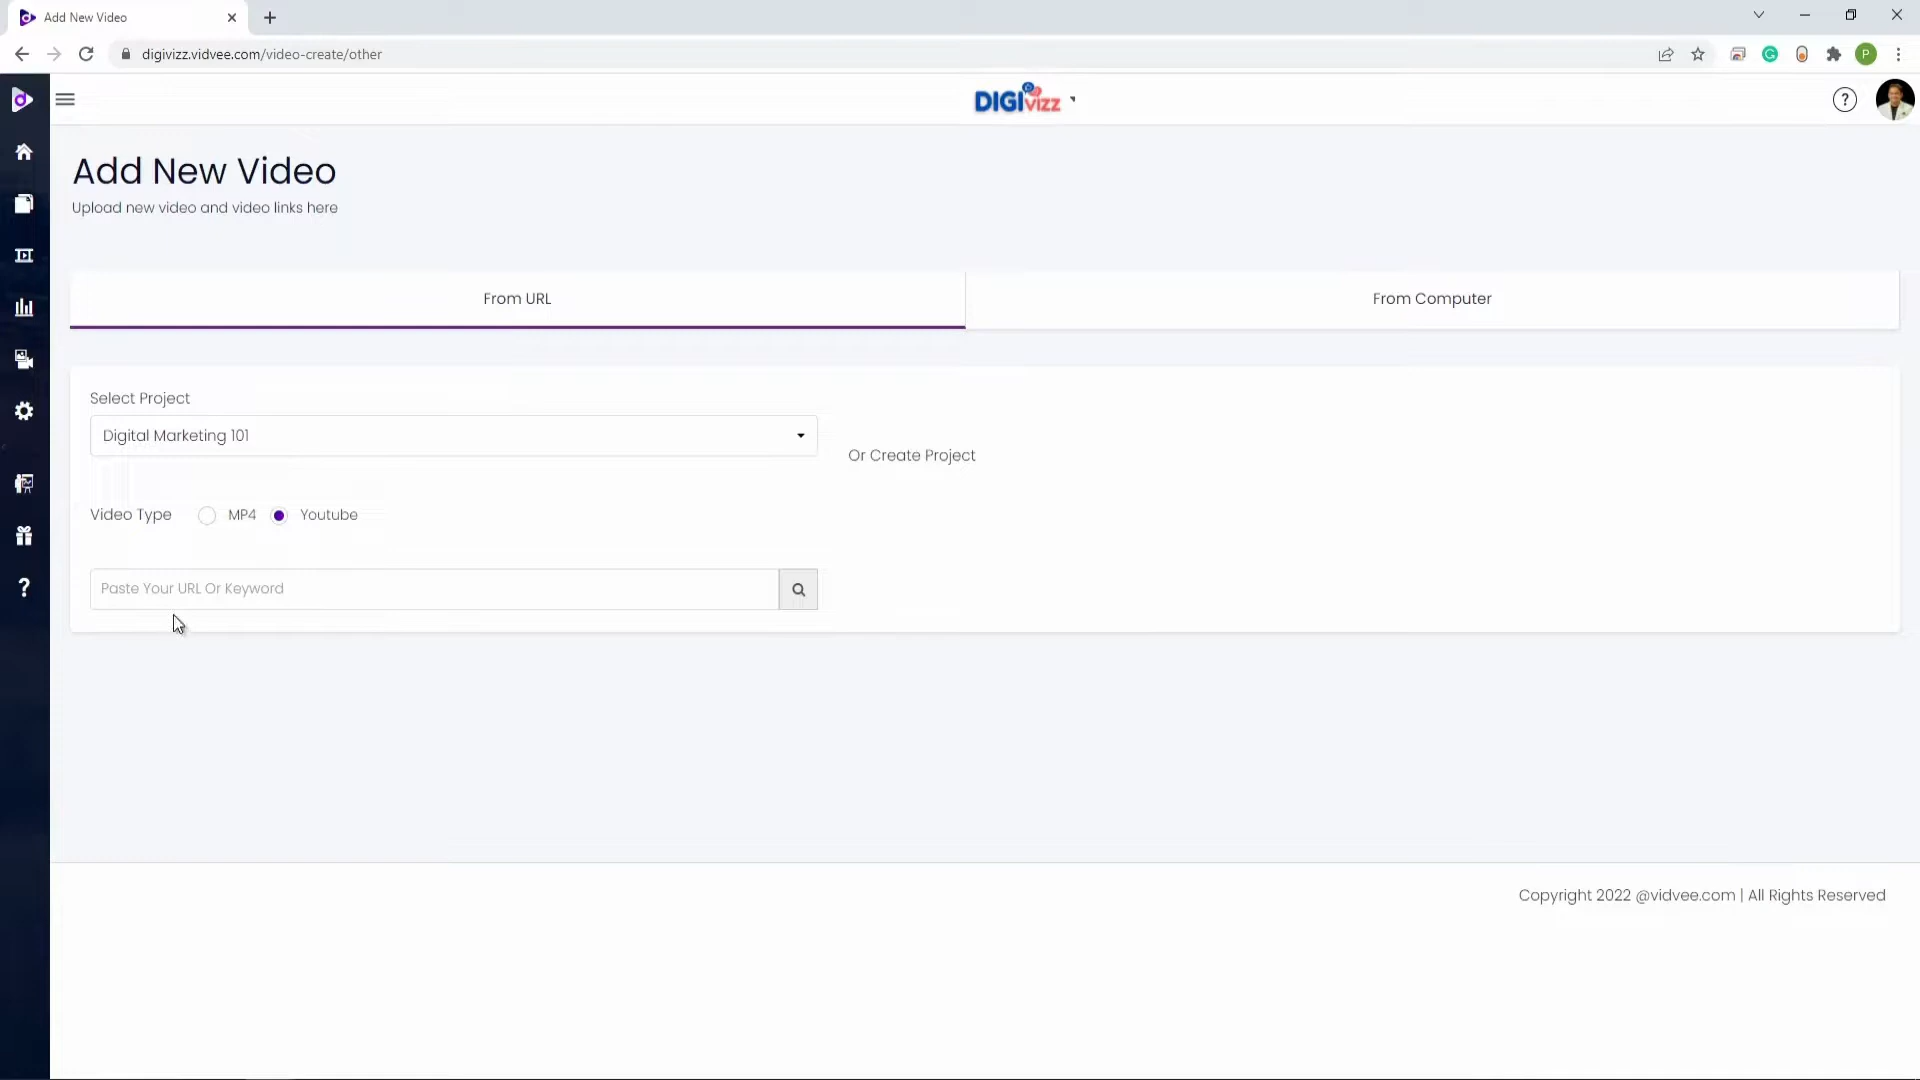 Add New Video
digivizz.vidvee.com/video-create/other
P
DIGIvizz
?
Add New Video
Upload new video and video links here
From URL
From Computer
Select Project
Digital Marketing 101
Or Create Project
Video Type MP4 Youtube
Paste Your URL Or Keyword
?
Copyright 2022 @vidvee.com | All Rights Reserved